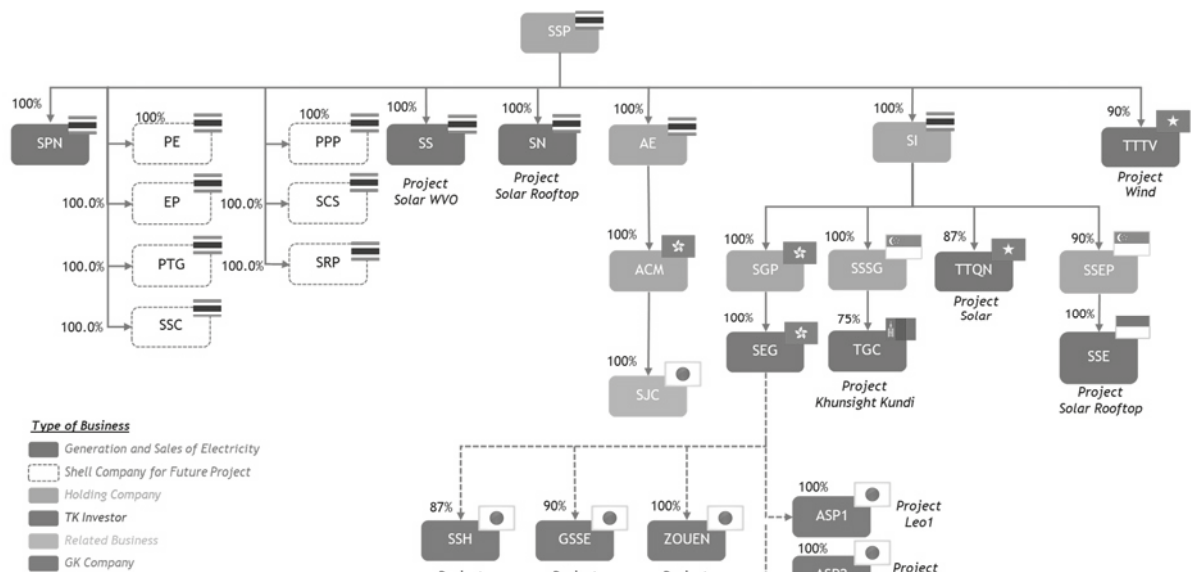 SSP
100%
SPN
100%
PE
100.0%
EP
100.0%
PTG
100.0%
SSC
100%
PPP
100.0%
SCS
100.0%
SRP
100%
SS
Project
Solar WVO
100%
SN
Project
Solar Rooftop
100%
AE
100%
ACM
100%
SJC
100%
SI
100%
SGP
100%
SEG
100%
SSSG
75%
TGC
Project
Khunsight Kundi
87%
TTQN
Project
Solar
90%
SSEP
100%
SSE
Project
Solar Rooftop
90%
TTTV
Project
Wind
Type of Business
Generation and Sales of Electricity
Shell Company for Future Project
Holding Company
TK Investor
Related Business
GK Company
87%
SSH
90%
GSSE
100%
ZOUEN
100%
ASP1
Project
Leo1
100%
Project